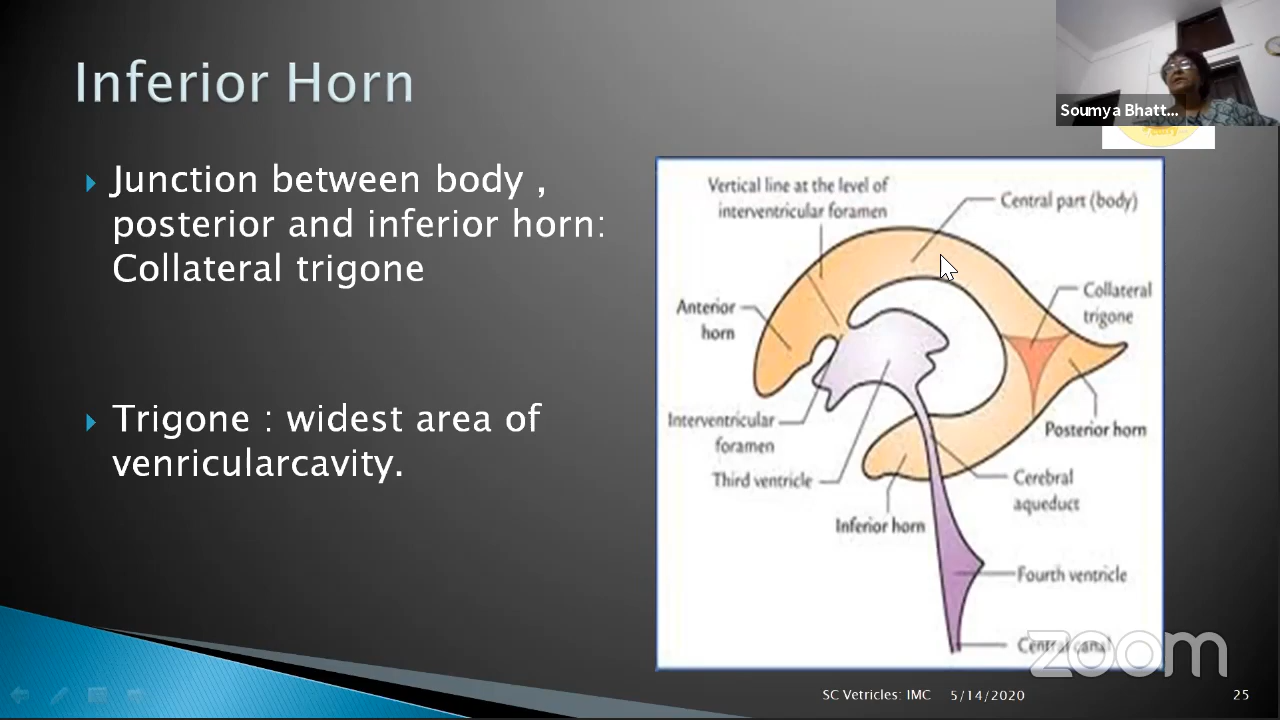 Inferior Horn
Soumya Bhatt...
Junction between body ,
posterior and inferior horn:
Collateral trigone
Trigone : widest area of
venricularcavity.
Vertical line at the level of
interventricular foramen
Central part (body)
Anterior
horn
Collateral
trigone
Interventricular
foramen
Posterior horn
Third ventricle
Cerebral
aqueduct
Inferior horn
Fourth ventricle
Central canal
zoom
SC Vetricles: IMC 5/14/2020 25